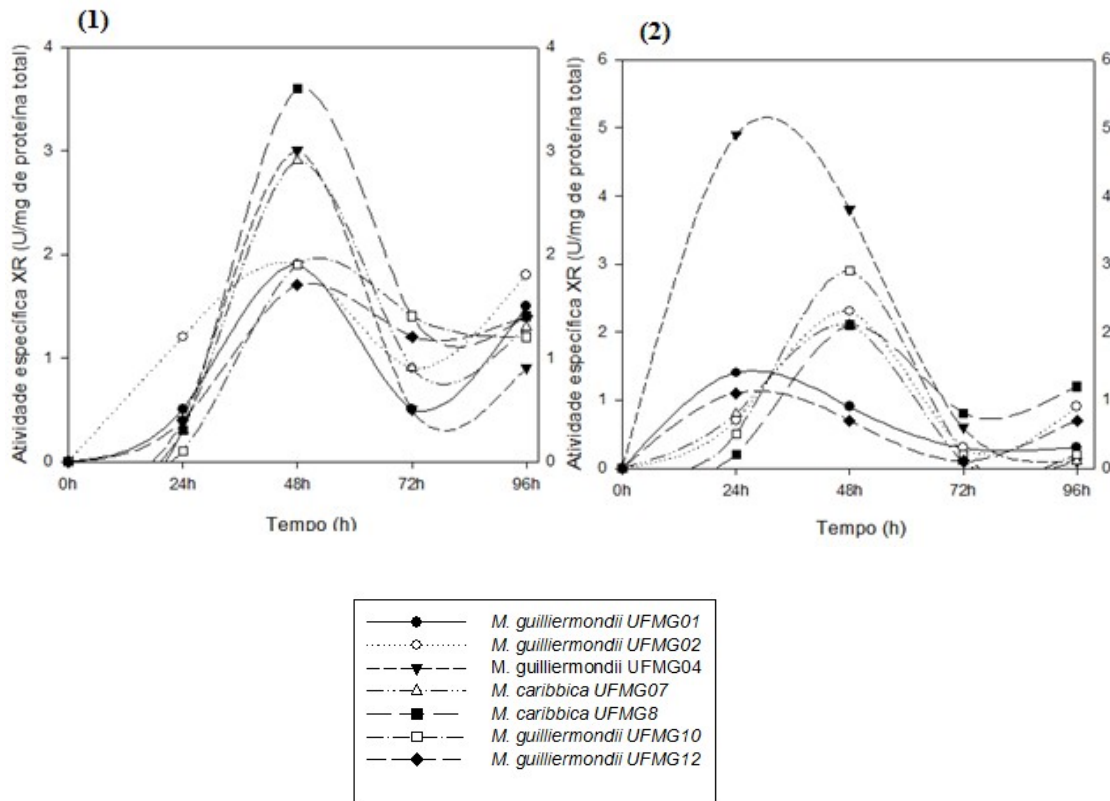 (1)
Atividade específica XR (U/mg de proteína total)
4
3
2
1
0
4
3
2
1
0
0h 24h 48h 72h 96h
Tempo (h)
(2)
Atividade específica XR (U/mg de proteína total)
6
5
4
3
2
1
0
6
5
4
3
2
1
0
0h 24h 48h 72h 96h
Tempo (h)
M. guilliermondii UFMG01
M. guilliermondii UFMG02
M. guilliermondii UFMG04
M. caribbica UFMG07
M. caribbica UFMG8
M. guilliermondii UFMG10
M. guilliermondii UFMG12